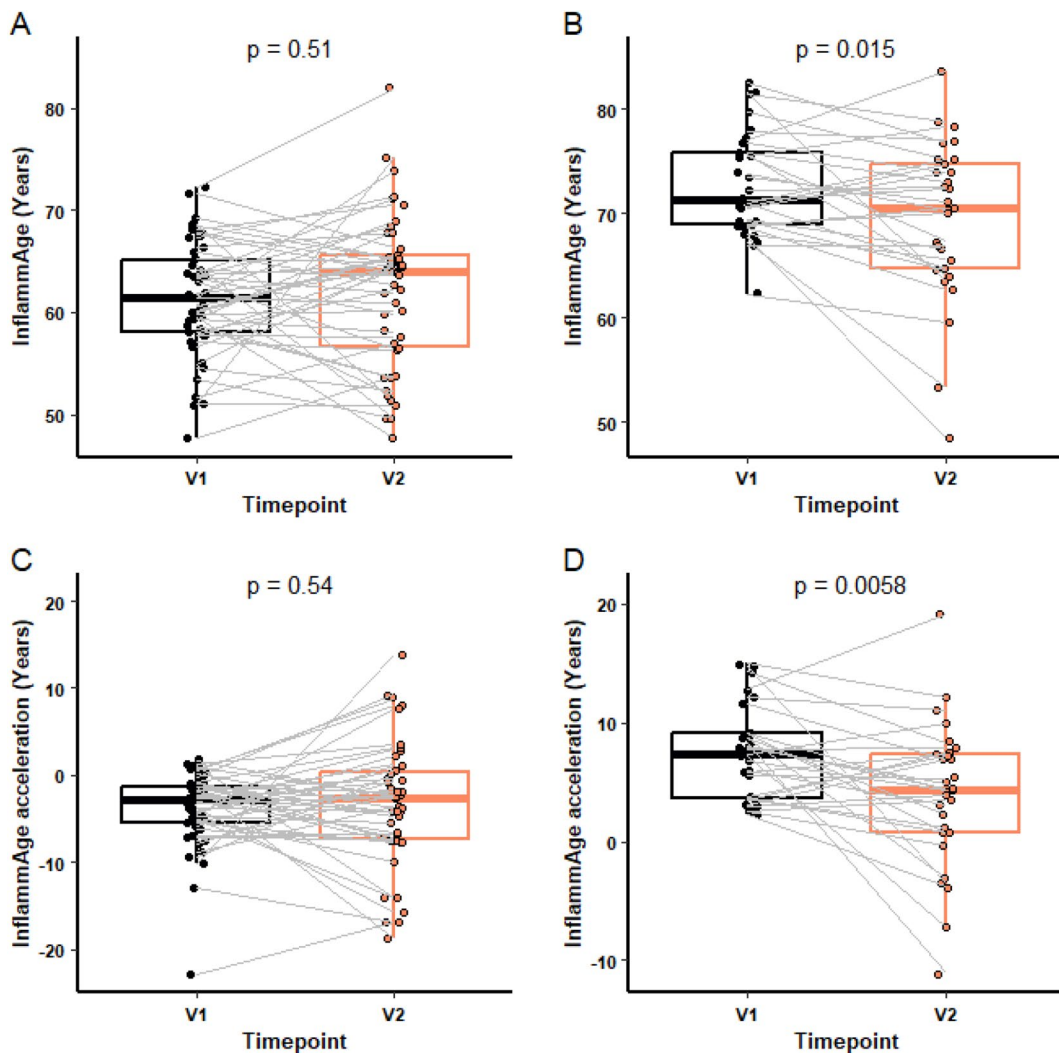 A
p = 0.51
InflammAge (Years)
80
70
60
50
V1
V2
Timepoint
B
p = 0.015
InflammAge (Years)
80
70
60
50
V1
V2
Timepoint
C
p = 0.54
InflammAge acceleration (Years)
20
10
0
-10
-20
V1
V2
Timepoint
D
p = 0.0058
InflammAge acceleration (Years)
20
10
0
-10
V1
V2
Timepoint